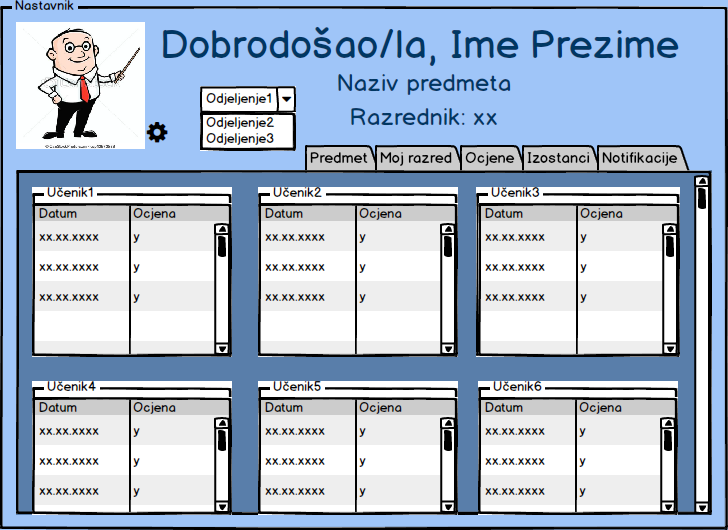 Nastavnik
Dobrodošao/la, Ime Prezime
Naziv predmeta
Razrednik: xx
Odjeljenje1
Odjeljenje2
Odjeljenje3
Predmet Moj razred Ocjene Izostanci Notifikacije
Učenik1 Učenik2 Učenik3
Datum Ocjena Datum Ocjena Datum Ocjena
xx.xx.xxxx y xx.xx.xxxx y xx.xx.xxxx y
xx.xx.xxxx y xx.xx.xxxx y xx.xx.xxxx y
xx.xx.xxxx y xx.xx.xxxx y xx.xx.xxxx y
Učenik4 Učenik5 Učenik6
Datum Ocjena Datum Ocjena Datum Ocjena
xx.xx.xxxx y xx.xx.xxxx y xx.xx.xxxx y
xx.xx.xxxx y xx.xx.xxxx y xx.xx.xxxx y
xx.xx.xxxx y xx.xx.xxxx y xx.xx.xxxx y